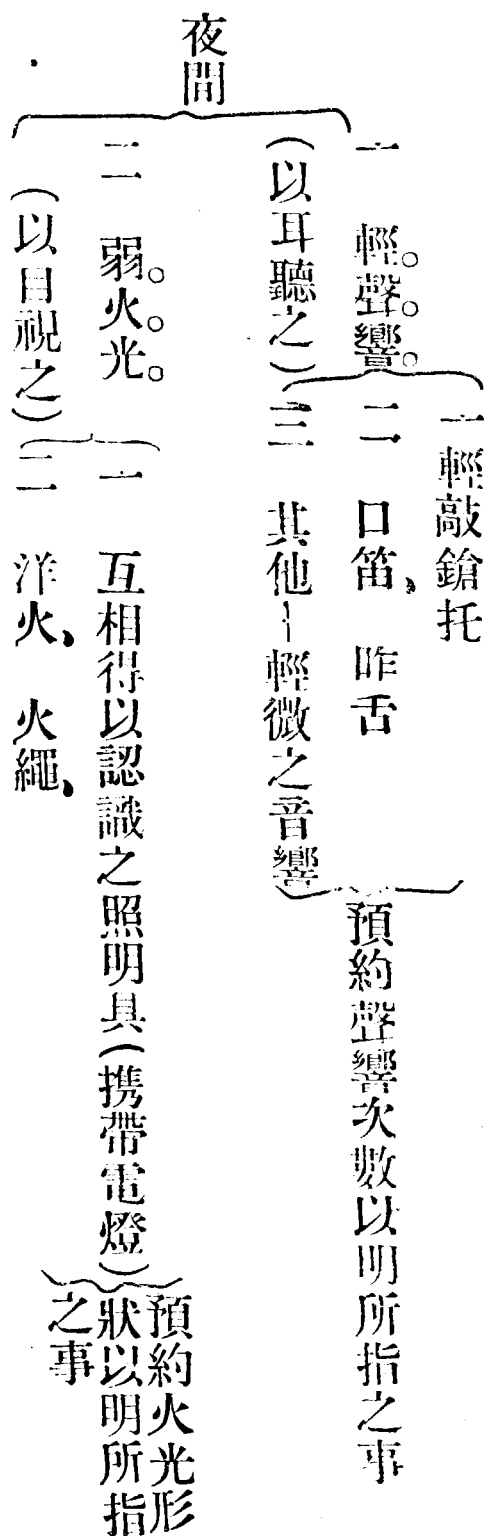 夜間
一 輕聲響
(以耳聽之)
一 輕敲鎗托
二 口笛、 咋舌
三 其他-輕微之音響
預約聲響次數以明所指之事
二 弱火光
(以目視之)
一 互相得以認識之照明具(携帶電燈)
二 洋火、 火繩、
預約火光形
狀以明所指
之事